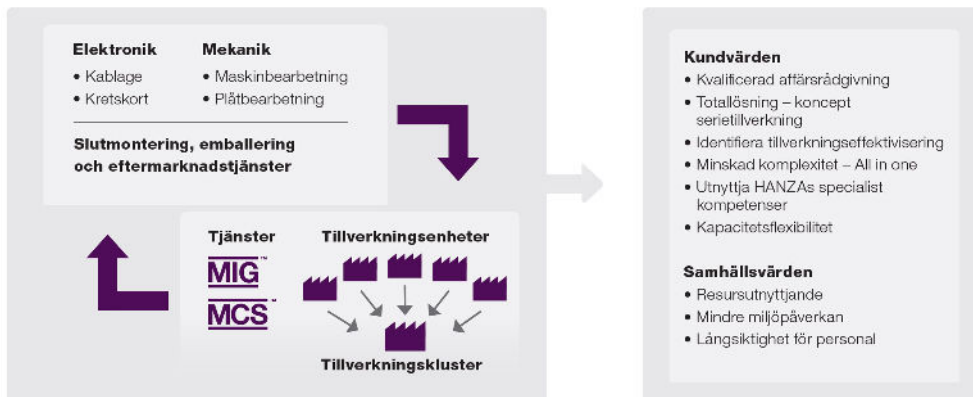 Elektronik
• Kablage
• Kretskort
Mekanik
• Maskinbearbetning
• Plåtbearbetning
Slutmontering, emballering
och eftermarknadstjänster
Tjänster
MIG™
MCS™
Tillverkningsenheter
Tillverkningskluster
Kundvärden
• Kvalificerad affärsrådgivning
• Totallösning – koncept
serietillverkning
• Identifiera tillverkningseffektivisering
• Minskad komplexitet – All in one
• Utnyttja HANZAs specialist
kompetenser
• Kapacitetsflexibilitet
Samhällsvärden
• Resursutnyttjande
• Mindre miljöpåverkan
• Långsiktighet för personal